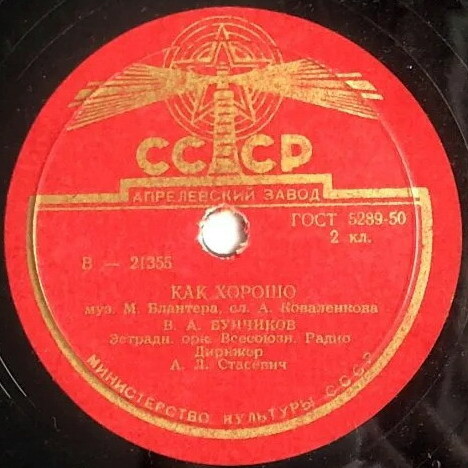 СССР
АПРЕЛЕВСКИЙ ЗАВОД
ГОСТ 5289-50
2 кл.
В — 21355
КАК ХОРОШО
муз. М. Блантера, сл. А. Коваленкова
В. А. БУНЧИКОВ
Эстрадн. орк. Всесоюзн. Радио
Дирижер
А. Л. Стасевич
МИНИСТЕРСТВО КУЛЬТУРЫ СССР